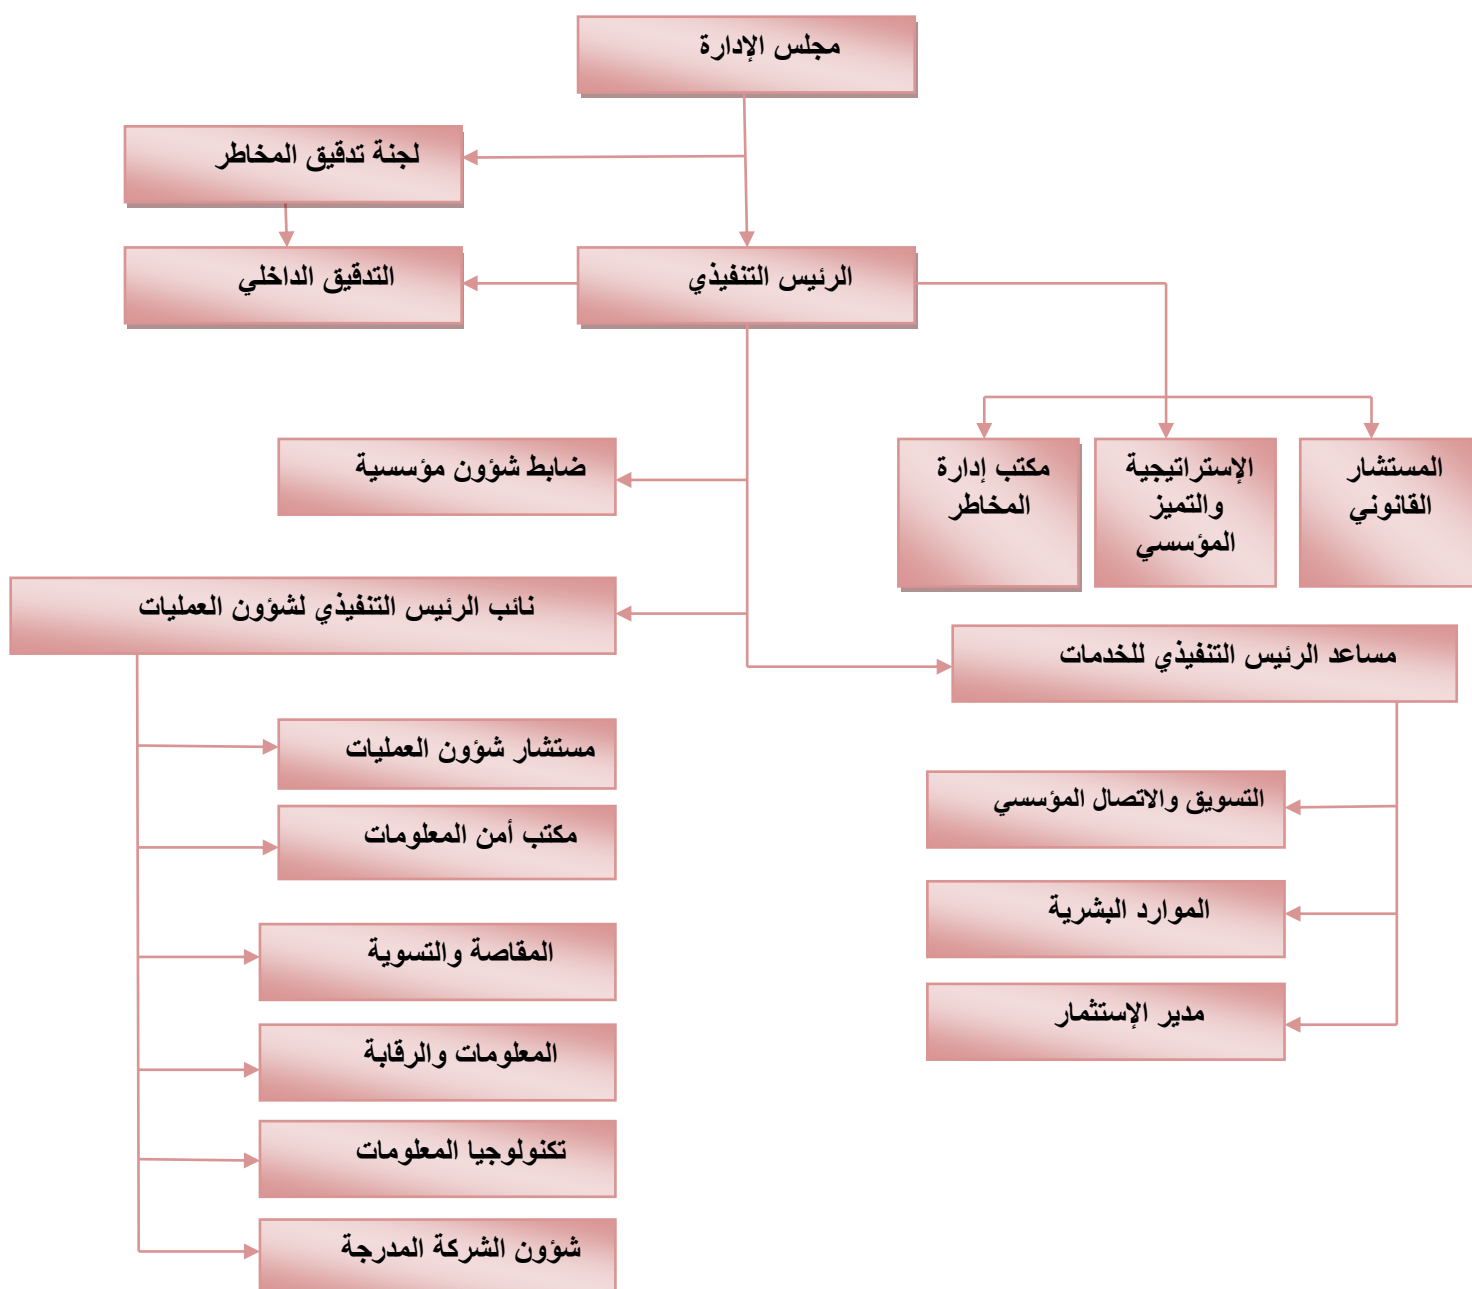 مجلس الإدارة
لجنة تدقيق المخاطر
الرئيس التنفيذي
التدقيق الداخلي
المستشار
القانوني
الإستراتيجية
والتميز
المؤسسي
مكتب إدارة
المخاطر
ضابط شؤون مؤسسية
نائب الرئيس التنفيذي لشؤون العمليات
مساعد الرئيس التنفيذي للخدمات
مستشار شؤون العمليات
مكتب أمن المعلومات
المقاصة والتسوية
المعلومات والرقابة
تكنولوجيا المعلومات
شؤون الشركة المدرجة
التسويق والاتصال المؤسسي
الموارد البشرية
مدير الإستثمار